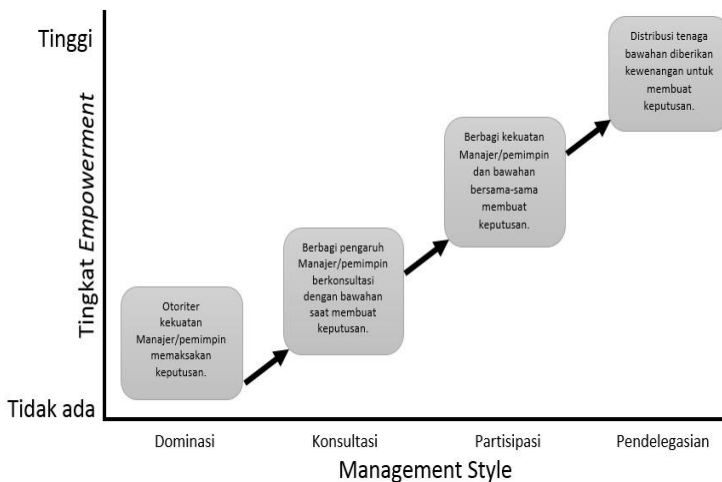 Tinggi
Tingkat Empowerment
Tidak ada
Distribusi tenaga
bawahan diberikan
kewenangan untuk
membuat
keputusan.
Berbagi kekuatan
Manajer/pemimpin
dan bawahan
bersama-sama
membuat
keputusan.
Berbagi pengaruh
Manajer/pemimpin
berkonsultasi
dengan bawahan
saat membuat
keputusan.
Otoriter
kekuatan
Manajer/pemimpin
memaksakan
keputusan.
Dominasi
Konsultasi
Partisipasi
Pendelegasian
Management Style